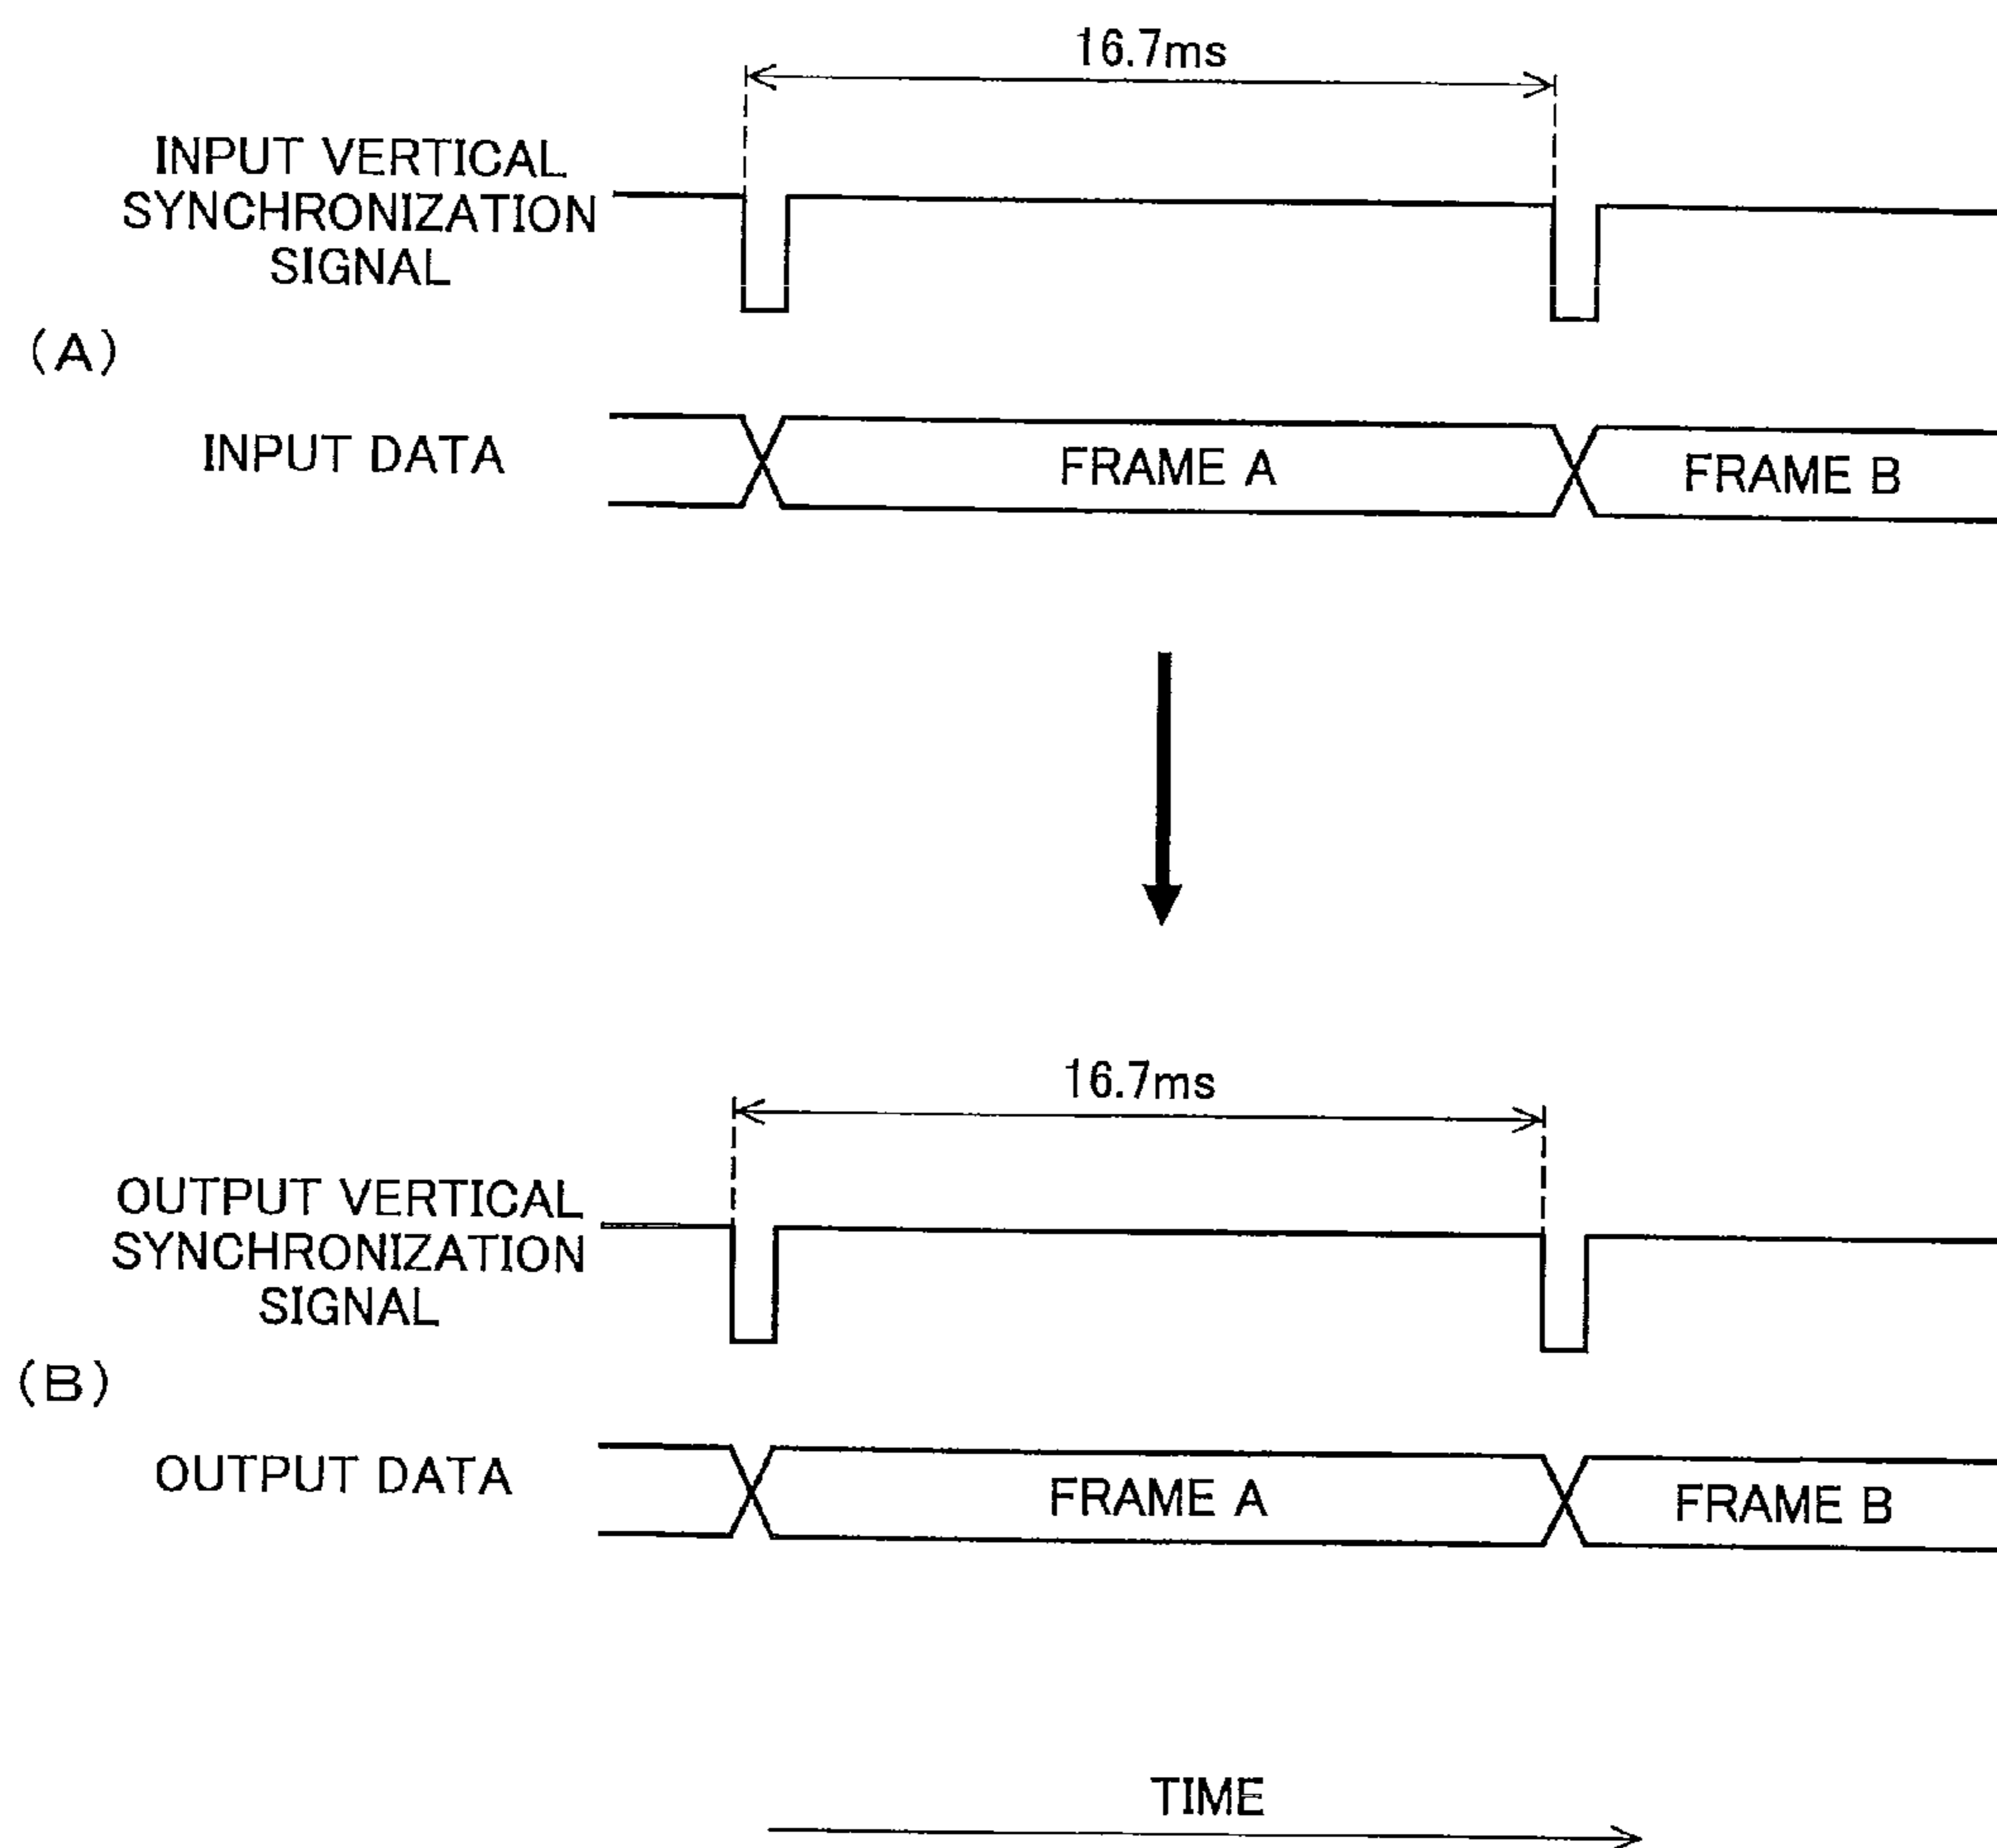 16.7ms
INPUT VERTICAL
SYNCHRONIZATION
SIGNAL
(A)
INPUT DATA
FRAME A
FRAME B
16.7ms
OUTPUT VERTICAL
SYNCHRONIZATION
SIGNAL
(B)
OUTPUT DATA
FRAME A
FRAME B
TIME